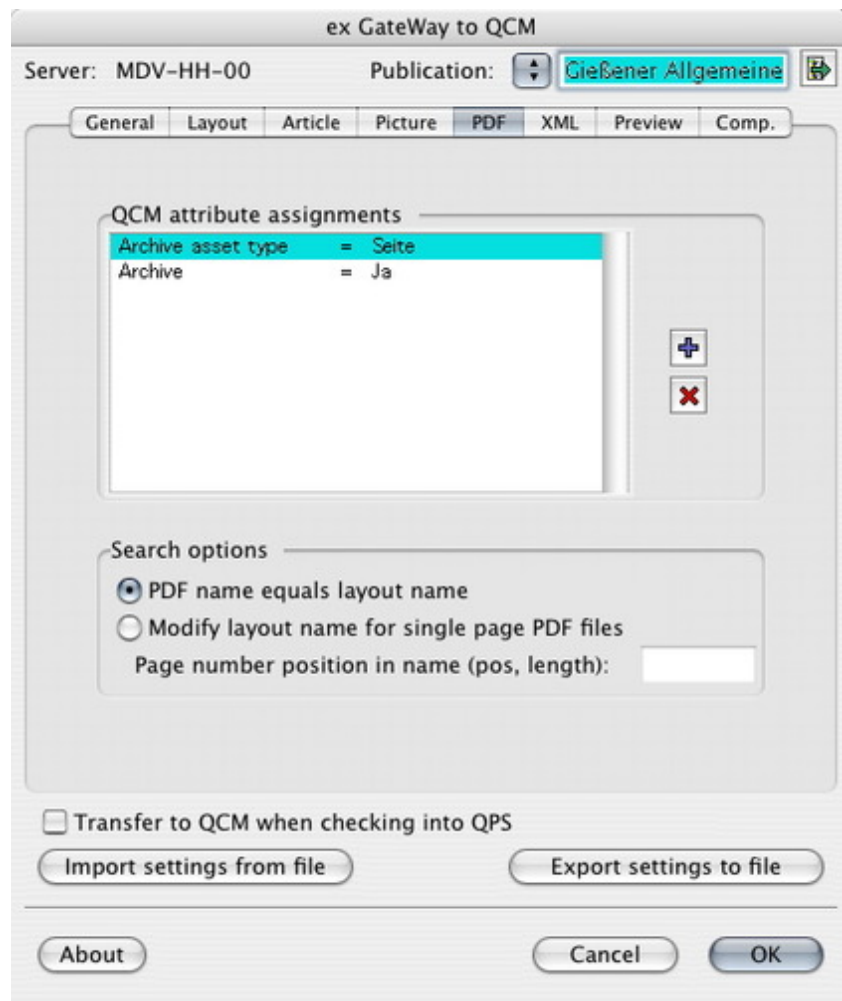 ex GateWay to QCM
Server: MDV-HH-00 Publication: Gießener Allgemeine
General Layout Article Picture PDF XML Preview Comp.
QCM attribute assignments
Archive asset type = Seite
Archive = Ja
Search options
PDF name equals layout name
Modify layout name for single page PDF files
Page number position in name (pos, length):
Transfer to QCM when checking into QPS
Import settings from file Export settings to file
About Cancel OK